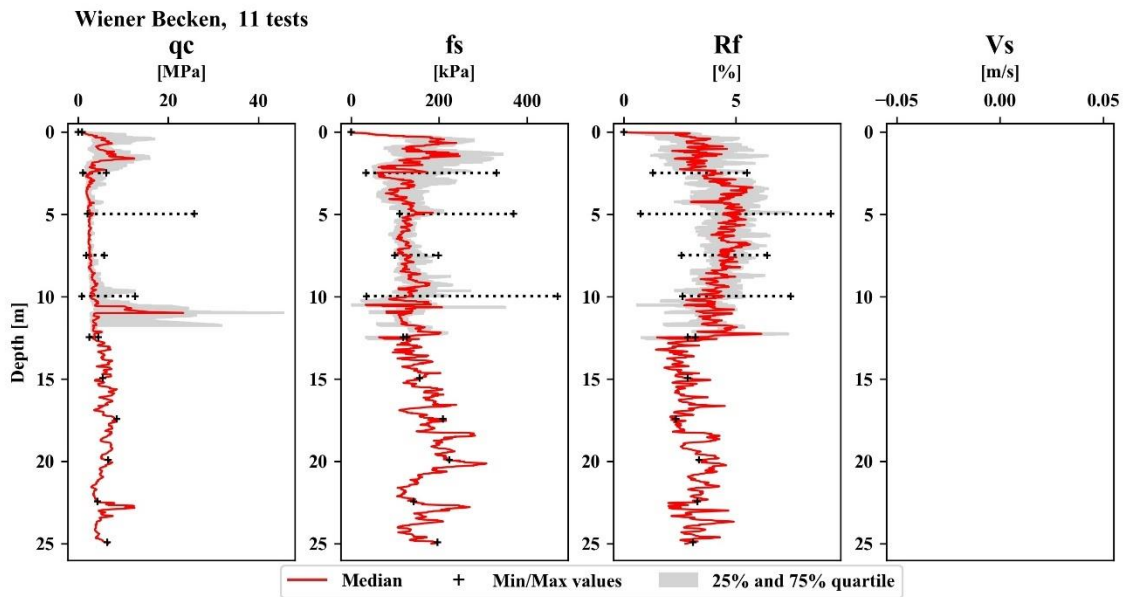 Wiener Becken, 11 tests
qc fs Rf Vs
[MPa] [kPa] [%] [m/s]
0 20 40 0 200 400 0 5 −0.05 0.00 0.05
0 0 0 0
5 5 5 5
10 10 10 10
15 15 15 15
20 20 20 20
25 25 25 25
Depth [m]
Median Min/Max values 25% and 75% quartile